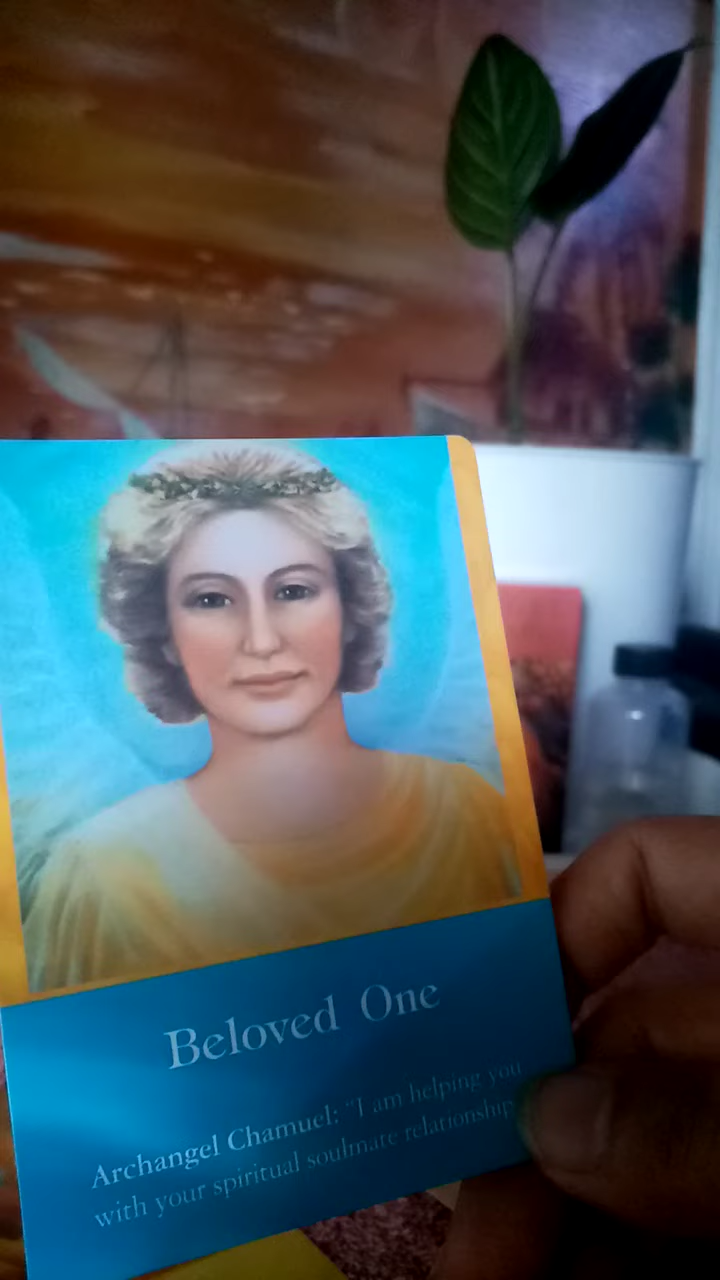 Beloved One
Archangel Chamuel: "I am helping you
with your spiritual soulmate relationship